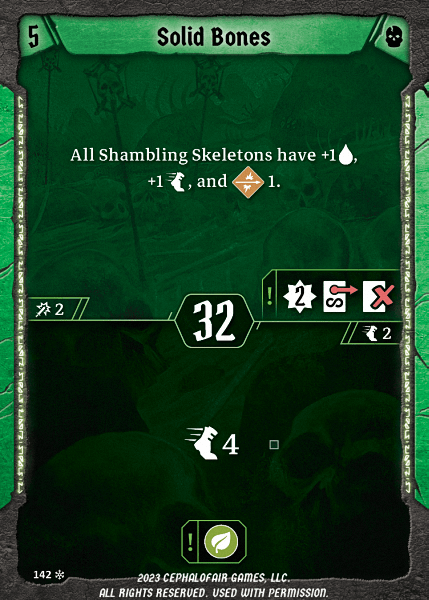 5
Solid Bones
All Shambling Skeletons have +1,
+1, and 1.
! 2
2
32
2
4
!
142
2023 CEPHALOFAIR GAMES, LLC.
ALL RIGHTS RESERVED. USED WITH PERMISSION.